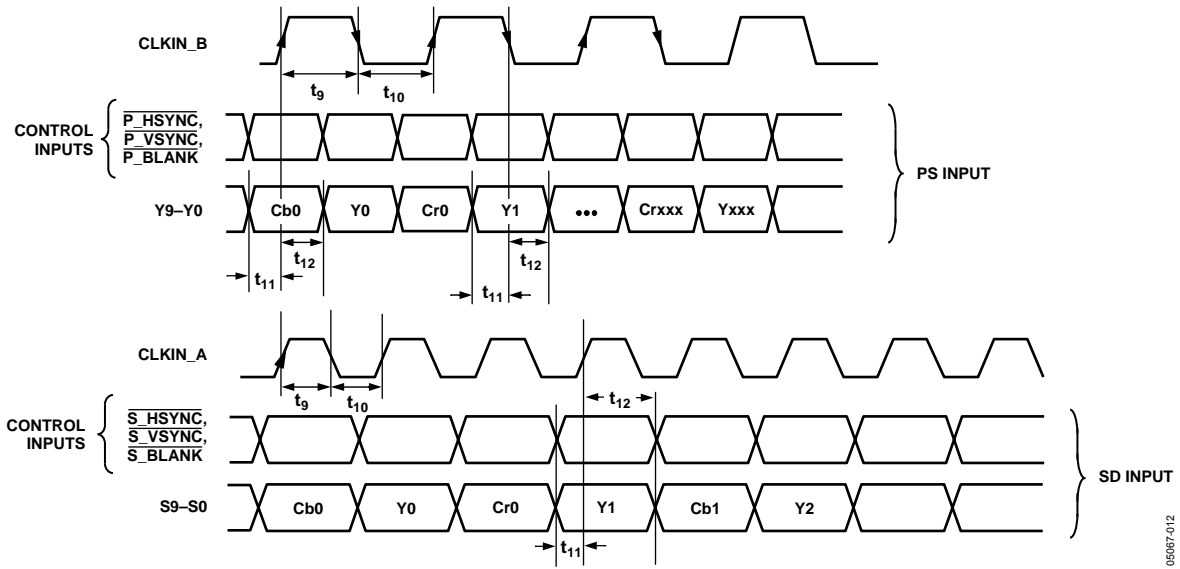 CLKIN_B
t9 t10
CONTROL INPUTS
P_HSYNC,
P_VSYNC,
P_BLANK
PS INPUT
Y9–Y0 Cb0 Y0 Cr0 Y1 ••• Crxxx Yxxx
t12 t12
t11 t11
CLKIN_A
t9 t10 t12
CONTROL INPUTS
S_HSYNC,
S_VSYNC,
S_BLANK
SD INPUT
S9–S0 Cb0 Y0 Cr0 Y1 Cb1 Y2
t11
05067-012